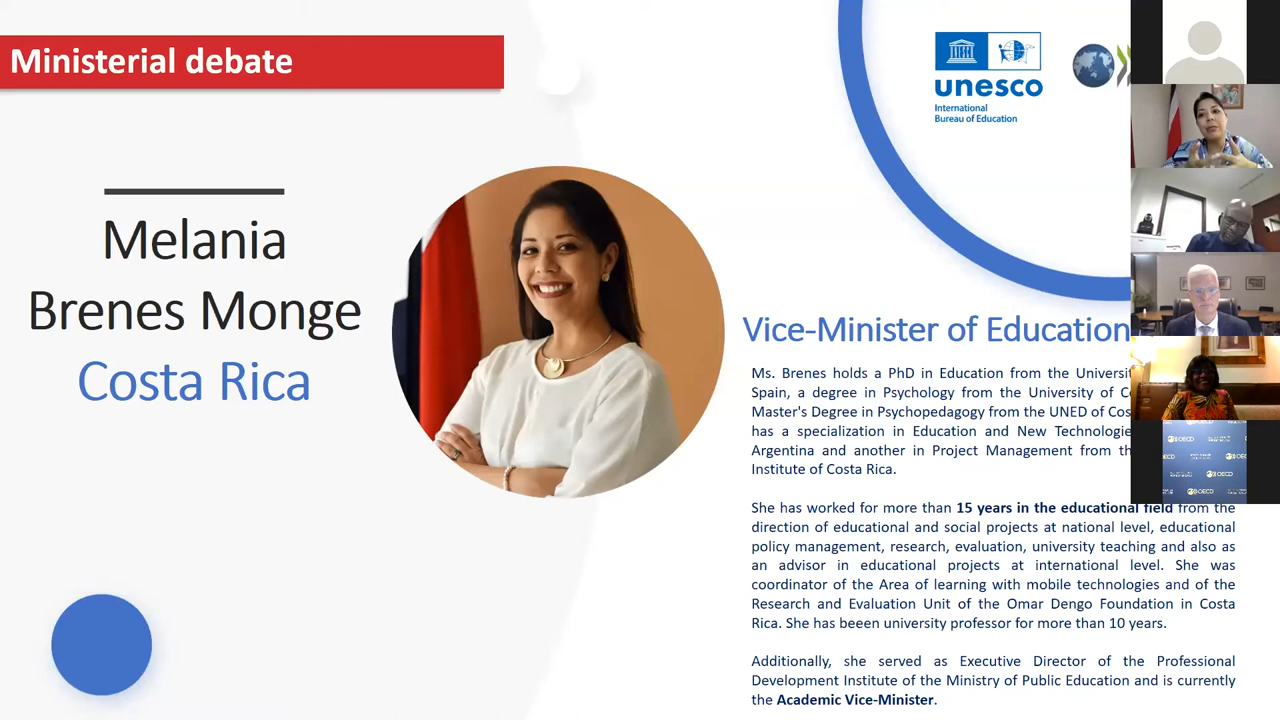 Ministerial debate
Melania
Brenes Monge
Costa Rica
unesco
International
Bureau of Education
Vice-Minister of Education
Ms. Brenes holds a PhD in Education from the
Spain, a degree in Psychology from the University of
Master's Degree in Psychopedagogy from the UNED of
has a specialization in Education and New
Argentina and another in Project Management from
Institute of Costa Rica.
She has worked for more than 15 years in the educational field from the
direction of educational and social projects at national level, educational
policy management, research, evaluation, university teaching and also as
an advisor in educational projects at international level. She was
coordinator of the Area of learning with mobile technologies and of the
Research and Evaluation Unit of the Omar Dengo Foundation in Costa
Rica. She has beeen university professor for more than 10 years.
Additionally, she served as Executive Director of the Professional
Development Institute of the Ministry of Public Education and is currently
the Academic Vice-Minister.
OECD
OECD
OECD
OECD